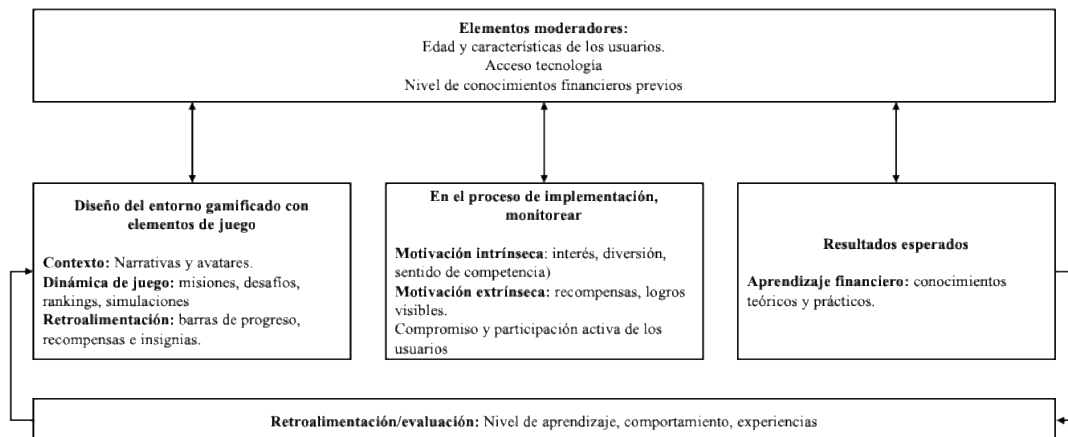 Elementos moderadores:
Edad y características de los usuarios.
Acceso tecnología
Nivel de conocimientos financieros previos
Diseño del entorno gamificado con
elementos de juego
Contexto: Narrativas y avatares.
Dinámica de juego: misiones, desafíos,
rankings, simulaciones
Retroalimentación: barras de progreso,
recompensas e insignias.
En el proceso de implementación,
monitorear
Motivación intrínseca: interés, diversión,
sentido de competencia)
Motivación extrínseca: recompensas, logros
visibles.
Compromiso y participación activa de los
usuarios
Resultados esperados
Aprendizaje financiero: conocimientos
teóricos y prácticos.
Retroalimentación/evaluación: Nivel de aprendizaje, comportamiento, experiencias